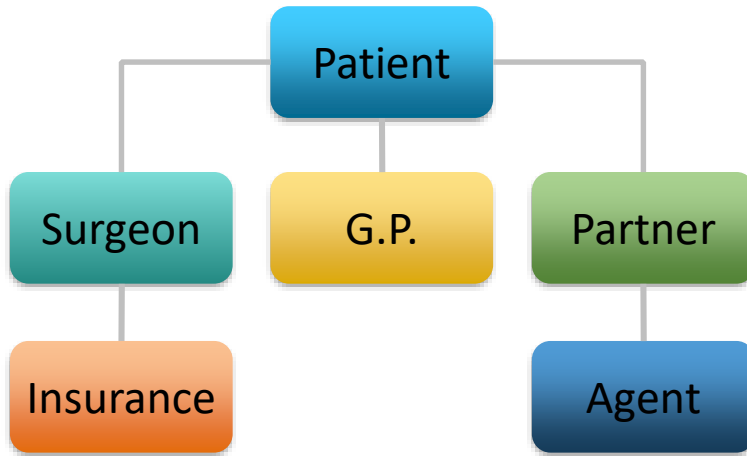 Patient
Surgeon
G.P.
Partner
Insurance
Agent